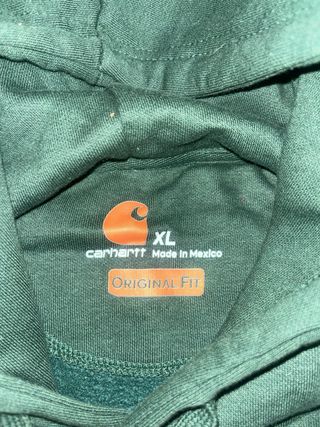 XL
carhartt Made in Mexico
ORIGINAL FIT